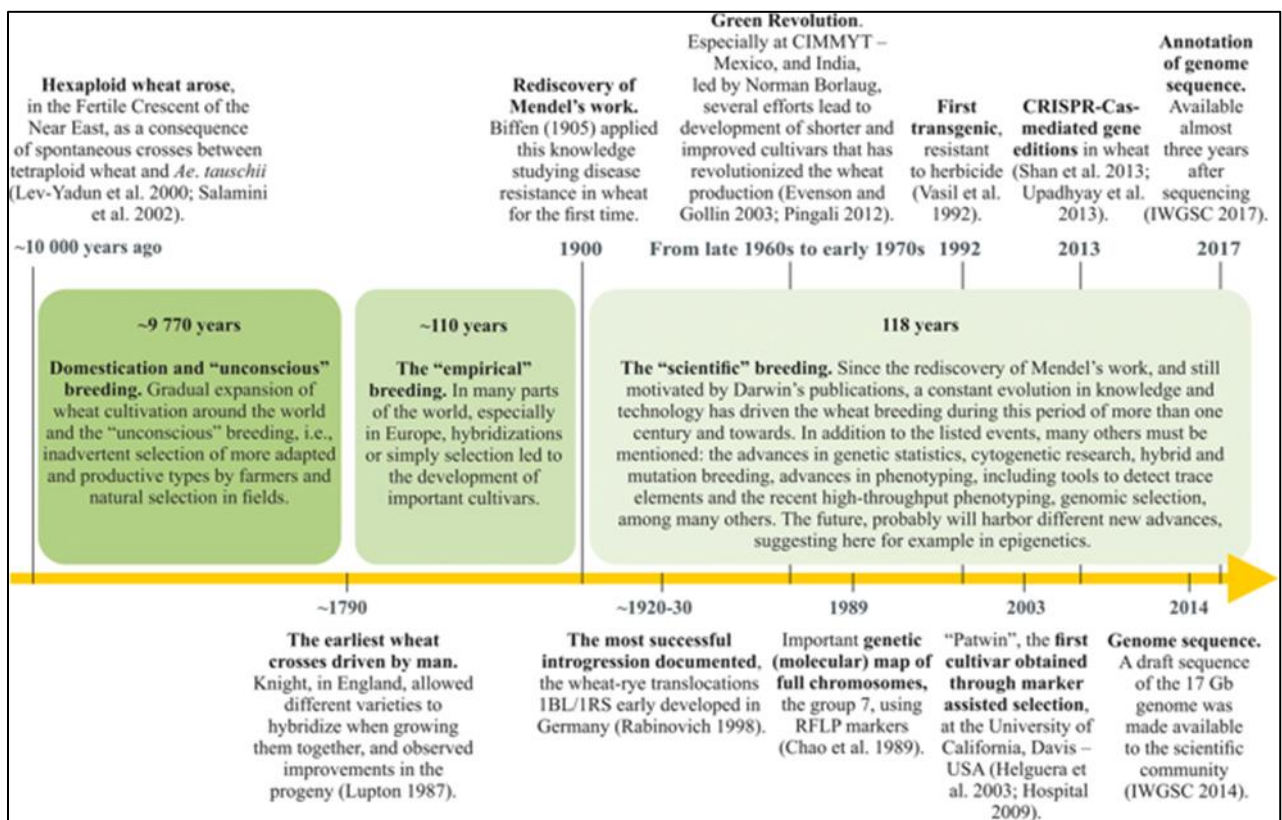 Hexaploid wheat arose,
in the Fertile Crescent of the
Near East, as a consequence
of spontaneous crosses between
tetraploid wheat and Ae. tauschii
(Lev-Yadun et al. 2000; Salamini
et al. 2002).
~10 000 years ago
Rediscovery of
Mendel's work.
Biffen (1905) applied
this knowledge
studying disease
resistance in wheat
for the first time.
1900
Green Revolution.
Especially at CIMMYT –
Mexico, and India,
led by Norman Borlaug,
several efforts lead to
development of shorter and
improved cultivars that has
revolutionized the wheat
production (Evenson and
Gollin 2003; Pingali 2012).
From late 1960s to early 1970s
First
transgenic,
resistant
to herbicide
(Vasil et al.
1992).
1992
CRISPR-Cas-
mediated gene
editions in wheat
(Shan et al. 2013;
Upadhyay et al.
2013).
2013
Annotation
of genome
sequence.
Available
almost
three years
after
sequencing
(IWGSC 2017).
2017
~9 770 years
Domestication and “unconscious”
breeding. Gradual expansion of
wheat cultivation around the world
and the “unconscious” breeding, i.e.,
inadvertent selection of more adapted
and productive types by farmers and
natural selection in fields.
~110 years
The “empirical”
breeding. In many parts
of the world, especially
in Europe, hybridizations
or simply selection led to
the development of
important cultivars.
118 years
The “scientific” breeding. Since the rediscovery of Mendel's work, and still
motivated by Darwin's publications, a constant evolution in knowledge and
technology has driven the wheat breeding during this period of more than one
century and towards. In addition to the listed events, many others must be
mentioned: the advances in genetic statistics, cytogenetic research, hybrid and
mutation breeding, advances in phenotyping, including tools to detect trace
elements and the recent high-throughput phenotyping, genomic selection,
among many others. The future, probably will harbor different new advances,
suggesting here for example in epigenetics.
~1790
The earliest wheat
crosses driven by man.
Knight, in England, allowed
different varieties to
hybridize when growing
them together, and observed
improvements in the
progeny (Lupton 1987).
~1920-30
The most successful
introgression documented,
the wheat-rye translocations
1BL/1RS early developed in
Germany (Rabinovich 1998).
1989
Important genetic
(molecular) map of
full chromosomes,
the group 7, using
RFLP markers
(Chao et al. 1989).
2003
“Patwin”, the first
cultivar obtained
through marker
assisted selection,
at the University of
California, Davis –
USA (Helguera et
al. 2003; Hospital
2009).
2014
Genome sequence.
A draft sequence
of the 17 Gb
genome was
made available
to the scientific
community
(IWGSC 2014).